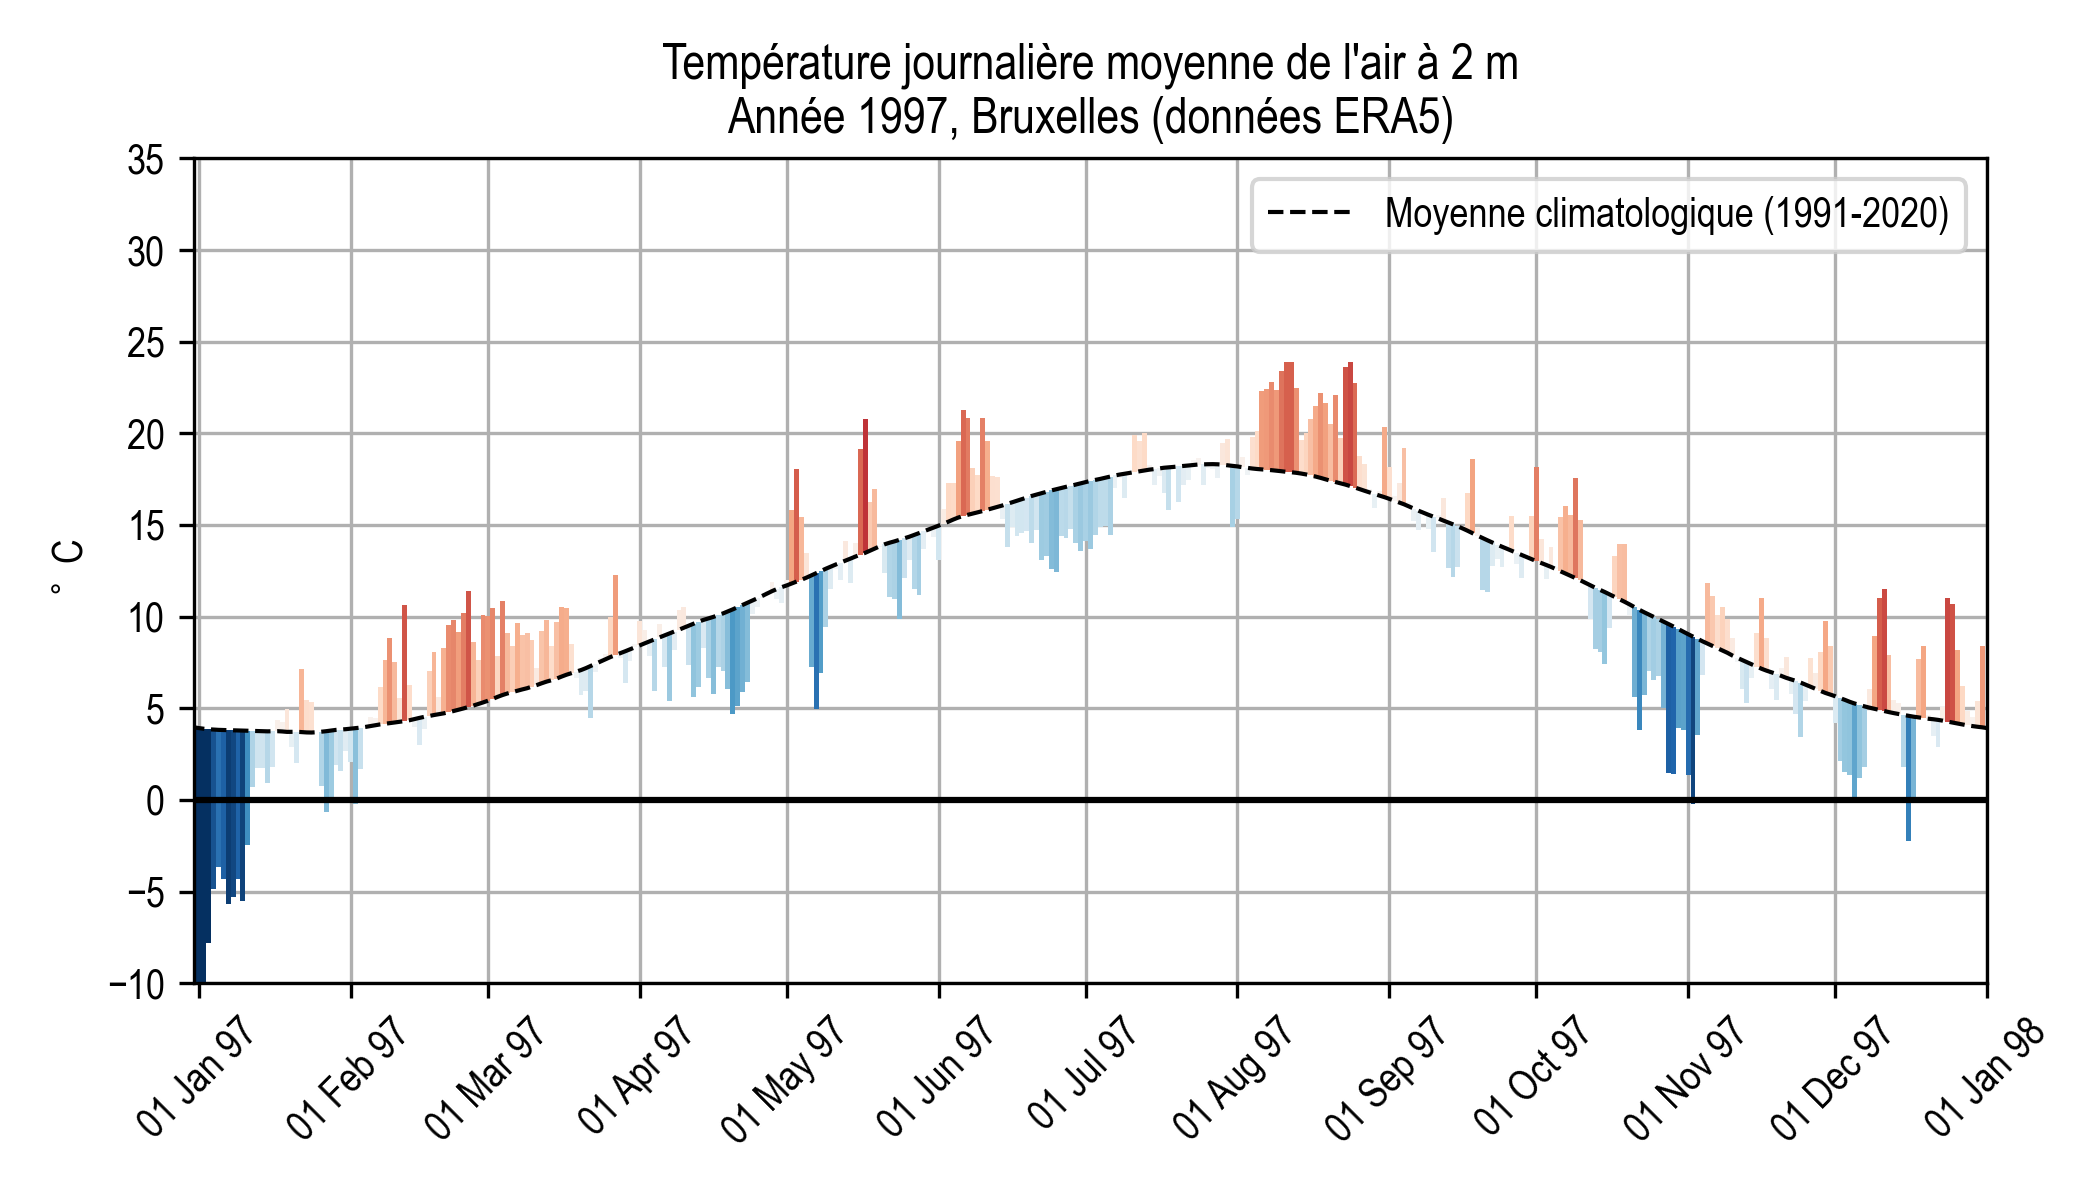 Température journalière moyenne de l'air à 2 m
Année 1997, Bruxelles (données ERA5)
Moyenne climatologique (1991-2020)
° C
35
30
25
20
15
10
5
0
−5
−10
01 Jan 97
01 Feb 97
01 Mar 97
01 Apr 97
01 May 97
01 Jun 97
01 Jul 97
01 Aug 97
01 Sep 97
01 Oct 97
01 Nov 97
01 Dec 97
01 Jan 98